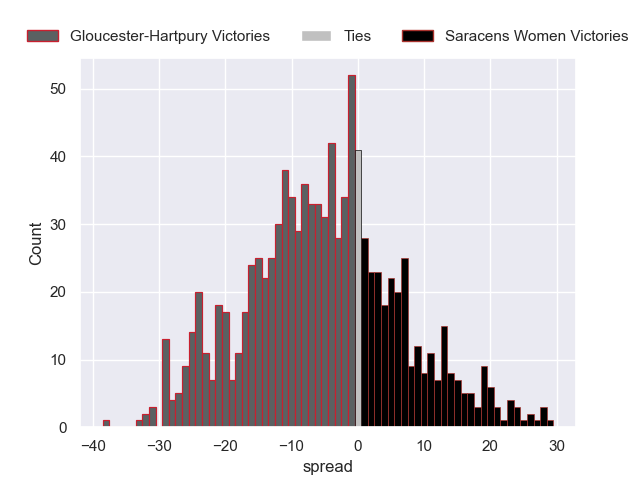 Gloucester-Hartpury Victories Ties Saracens Women Victories
50
40
30
20
10
0
Count
−40 −30 −20 −10 0 10 20 30
spread